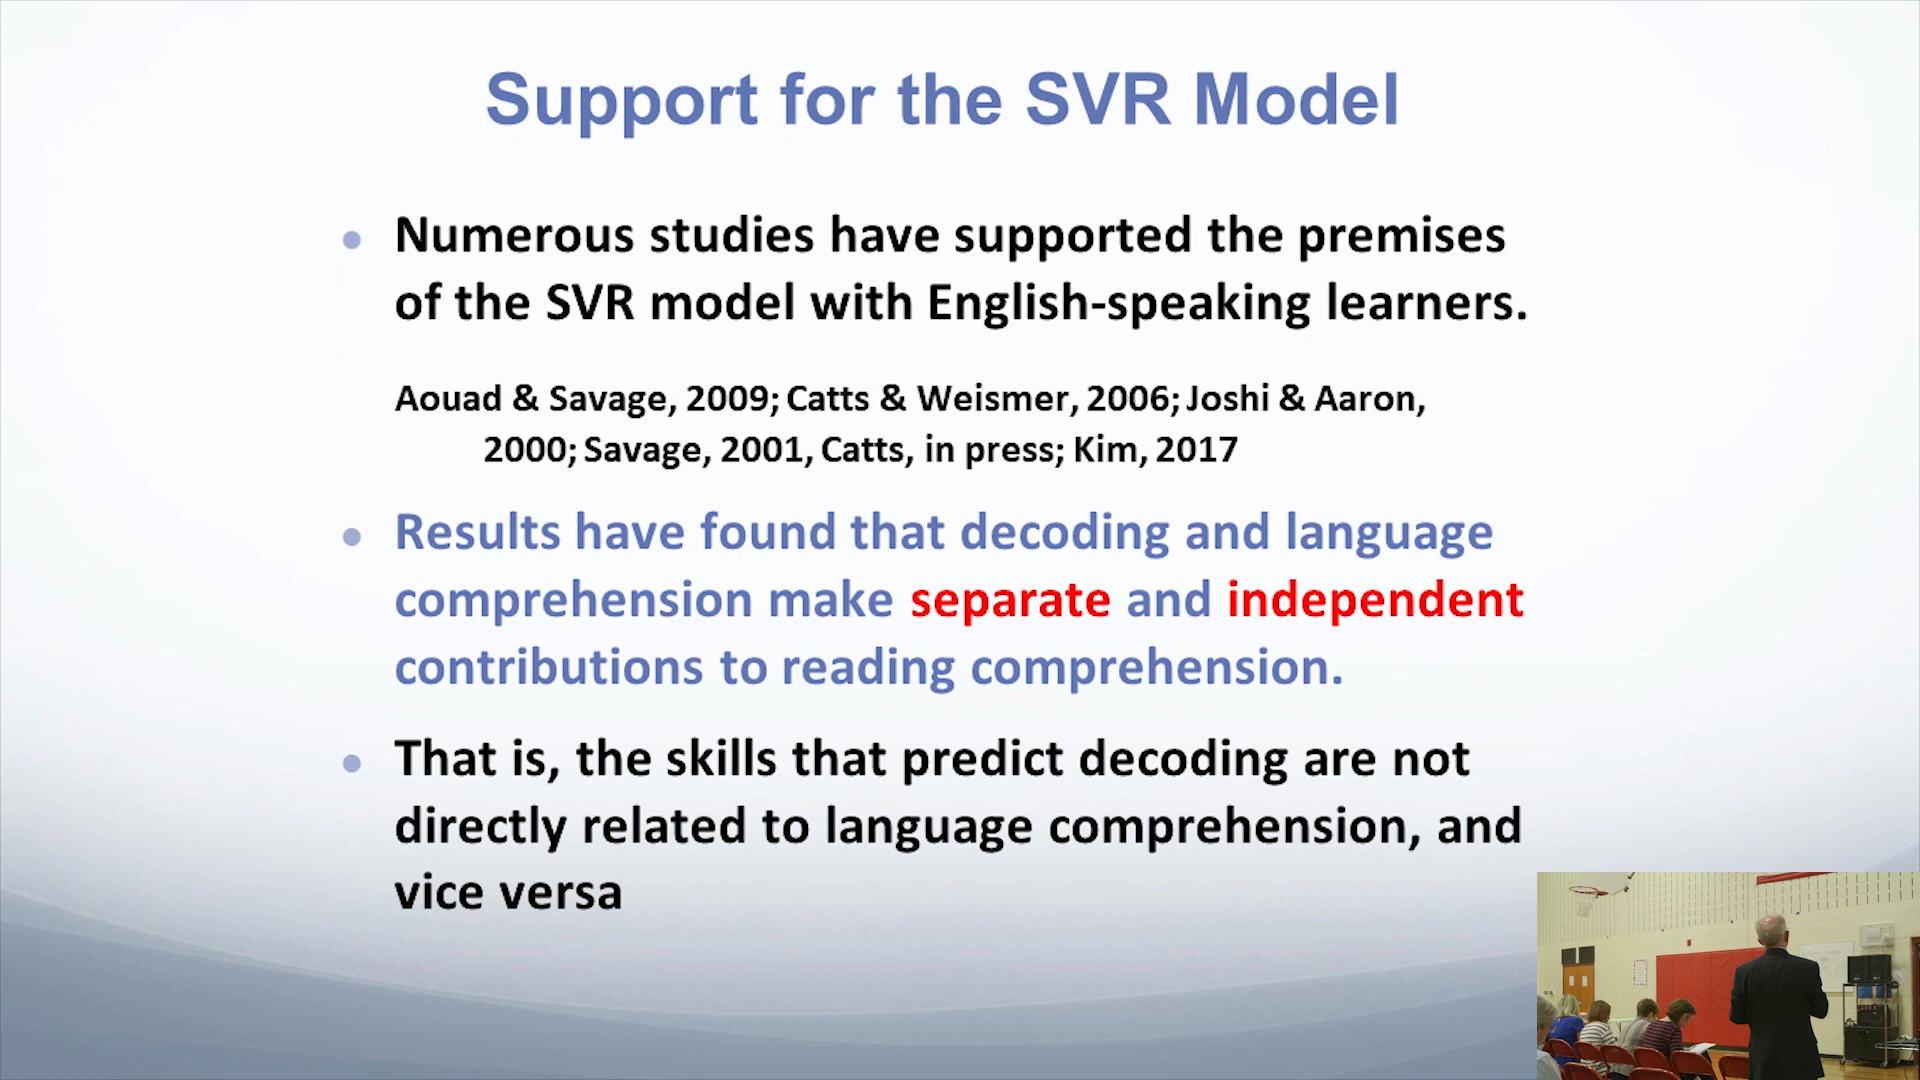 Support for the SVR Model
• Numerous studies have supported the premises
of the SVR model with English-speaking learners.
Aouad & Savage, 2009; Catts & Weismer, 2006; Joshi & Aaron,
2000; Savage, 2001, Catts, in press; Kim, 2017
• Results have found that decoding and language
comprehension make separate and independent
contributions to reading comprehension.
• That is, the skills that predict decoding are not
directly related to language comprehension, and
vice versa